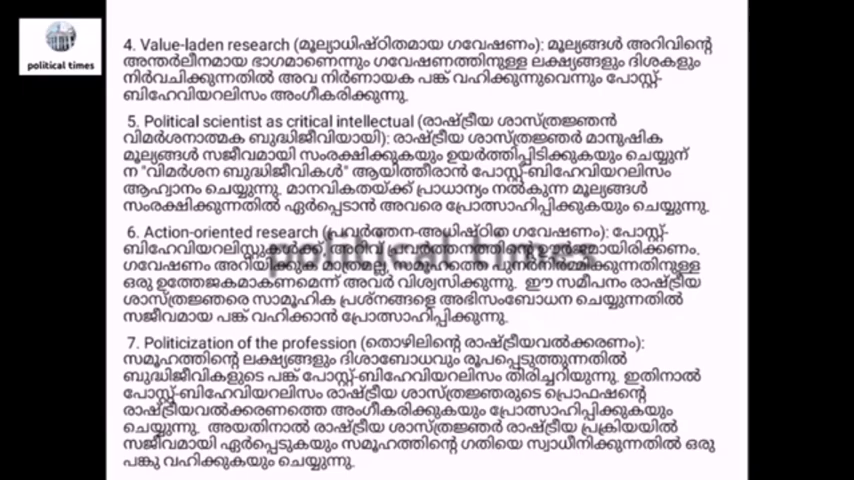 political times
4. Value-laden research (മൂല്യാധിഷ്ഠിതമായ ഗവേഷണം): മൂല്യങ്ങൾ അറിവിന്റെ
അന്തർലീനമായ ഭാഗമാണെന്നും ഗവേഷണത്തിനുള്ള ലക്ഷ്യങ്ങളും ദിശകളും
നിർവചിക്കുന്നതിൽ അവ നിർണായക പങ്ക് വഹിക്കുന്നുവെന്നും പോസ്റ്റ്-
ബിഹേവിയറലിസം അംഗീകരിക്കുന്നു.
5. Political scientist as critical intellectual (രാഷ്ട്രീയ ശാസ്ത്രജ്ഞൻ
വിമർശനാത്മക ബുദ്ധിജീവിയായി): രാഷ്ട്രീയ ശാസ്ത്രജ്ഞർ മാനുഷിക
മൂല്യങ്ങൾ സജീവമായി സംരക്ഷിക്കുകയും ഉയർത്തിപ്പിടിക്കുകയും ചെയ്യുന്
ന "വിമർശന ബുദ്ധിജീവികൾ" ആയിത്തീരാൻ പോസ്റ്റ്-ബിഹേവിയറലിസം
ആഹ്വാനം ചെയ്യുന്നു. മാനവികതയ്ക്ക് പ്രാധാന്യം നൽകുന്ന മൂല്യങ്ങൾ
സംരക്ഷിക്കുന്നതിൽ ഏർപ്പെടാൻ അവരെ പ്രോത്സാഹിപ്പിക്കുകയും ചെയ്യുന്നു.
6. Action-oriented research (പ്രവർത്തന-അധിഷ്ഠിത ഗവേഷണം): പോസ്റ്റ്-
ബിഹേവിയറലിസ്റ്റുകൾക്ക്, അറിവ് പ്രവർത്തനത്തിന്റെ മാർഗമായിരിക്കണം.
ഗവേഷണം അറിയിക്കുക മാത്രമല്ല, സമൂഹത്തെ പുനർനിർമ്മിക്കുന്നതിനുള്ള
ഒരു ഉത്തേജകമാകണമെന്ന് അവർ വിശ്വസിക്കുന്നു. ഈ സമീപനം രാഷ്ട്രീയ
ശാസ്ത്രജ്ഞരെ സാമൂഹിക പ്രശ്നങ്ങളെ അഭിസംബോധന ചെയ്യുന്നതിൽ
സജീവമായ പങ്ക് വഹിക്കാൻ പ്രോത്സാഹിപ്പിക്കുന്നു.
political times
7. Politicization of the profession (തൊഴിലിന്റെ രാഷ്ട്രീയവൽക്കരണം):
സമൂഹത്തിന്റെ ലക്ഷ്യങ്ങളും ദിശാബോധവും രൂപപ്പെടുത്തുന്നതിൽ
ബുദ്ധിജീവികളുടെ പങ്ക് പോസ്റ്റ്-ബിഹേവിയറലിസം തിരിച്ചറിയുന്നു. ഇതിനാൽ
പോസ്റ്റ്-ബിഹേവിയറലിസം രാഷ്ട്രീയ ശാസ്ത്രജ്ഞരുടെ പ്രൊഫഷന്റെ
രാഷ്ട്രീയവൽക്കരണത്തെ അംഗീകരിക്കുകയും പ്രോത്സാഹിപ്പിക്കുകയും
ചെയ്യുന്നു. അയതിനാൽ രാഷ്ട്രീയ ശാസ്ത്രജ്ഞർ രാഷ്ട്രീയ പ്രക്രിയയിൽ
സജീവമായി ഏർപ്പെടുകയും സമൂഹത്തിന്റെ ഗതിയെ സ്വാധീനിക്കുന്നതിൽ ഒരു
പങ്കു വഹിക്കുകയും ചെയ്യുന്നു.